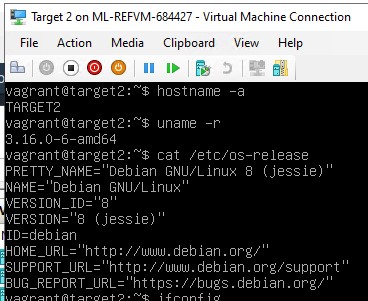 Target 2 on ML-REFVM-684427 - Virtual Machine Connection
File Action Media View Help
vagrant@target2:~$ hostname -a
TARGET2
vagrant@target2:~$ uname -r
3.16.0-6-amd64
vagrant@target2:~$ cat /etc/os-release
PRETTY_NAME="Debian GNU/Linux 8 (jessie)"
NAME="Debian GNU/Linux"
VERSION_ID="8"
VERSION="8 (jessie)"
ID=debian
HOME_URL="http://www.debian.org/"
SUPPORT_URL="http://www.debian.org/support"
BUG_REPORT_URL="https://bugs.debian.org/"
vagrant@target2:~$ ifconfig